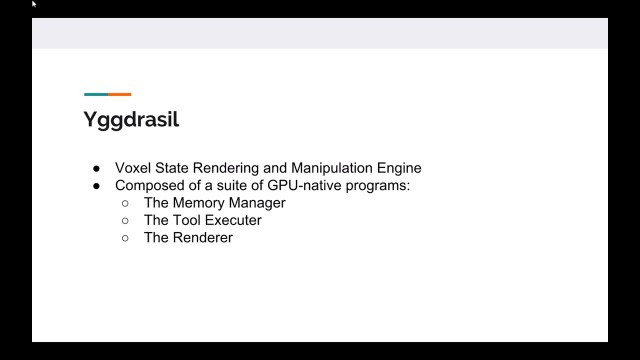 Yggdrasil
● Voxel State Rendering and Manipulation Engine
● Composed of a suite of GPU-native programs:
○ The Memory Manager
○ The Tool Executer
○ The Renderer